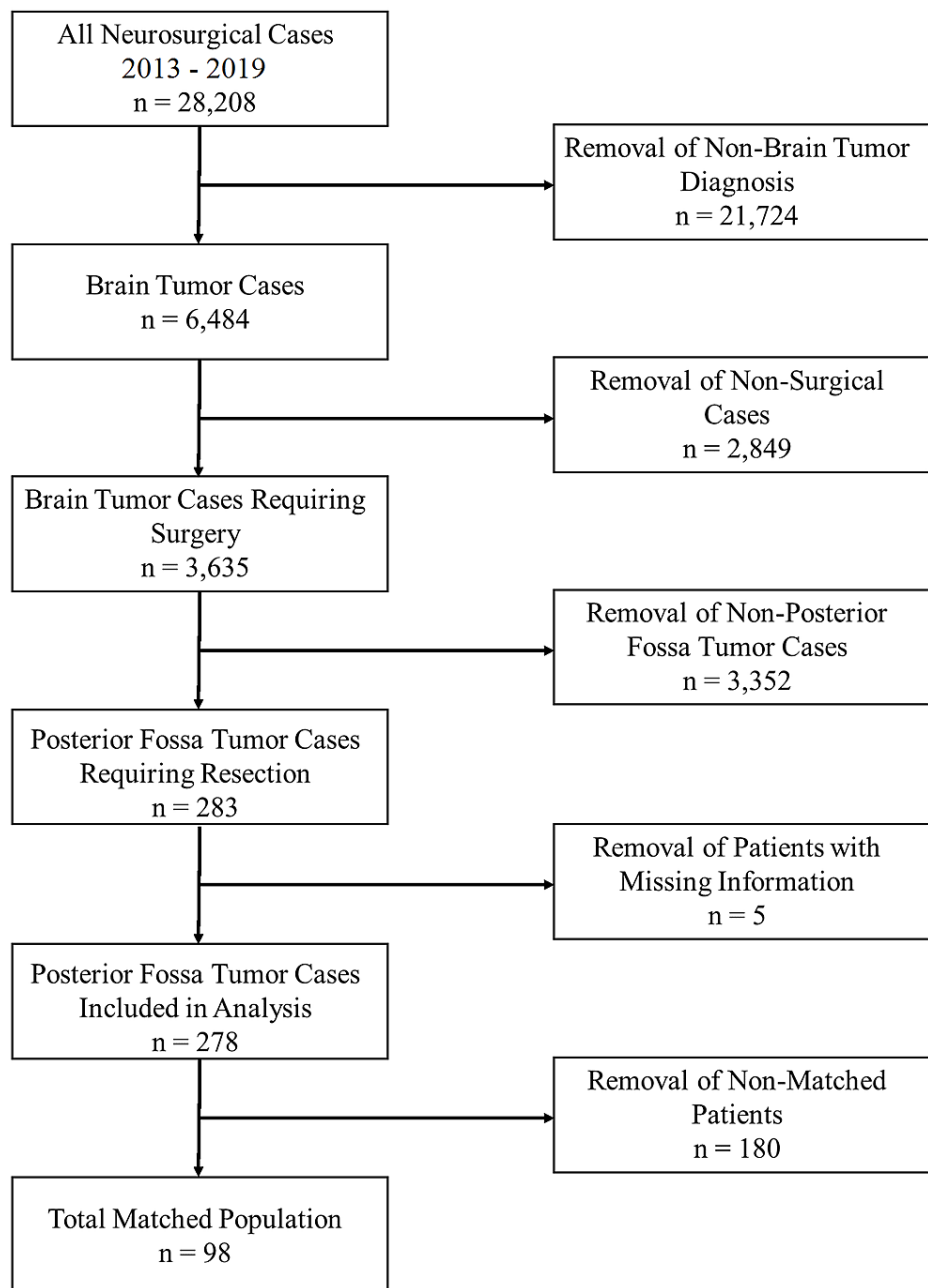 All Neurosurgical Cases
2013 - 2019
n = 28,208
Removal of Non-Brain Tumor
Diagnosis
n = 21,724
Brain Tumor Cases
n = 6,484
Removal of Non-Surgical
Cases
n = 2,849
Brain Tumor Cases Requiring
Surgery
n = 3,635
Removal of Non-Posterior
Fossa Tumor Cases
n = 3,352
Posterior Fossa Tumor Cases
Requiring Resection
n = 283
Removal of Patients with
Missing Information
n = 5
Posterior Fossa Tumor Cases
Included in Analysis
n = 278
Removal of Non-Matched
Patients
n = 180
Total Matched Population
n = 98